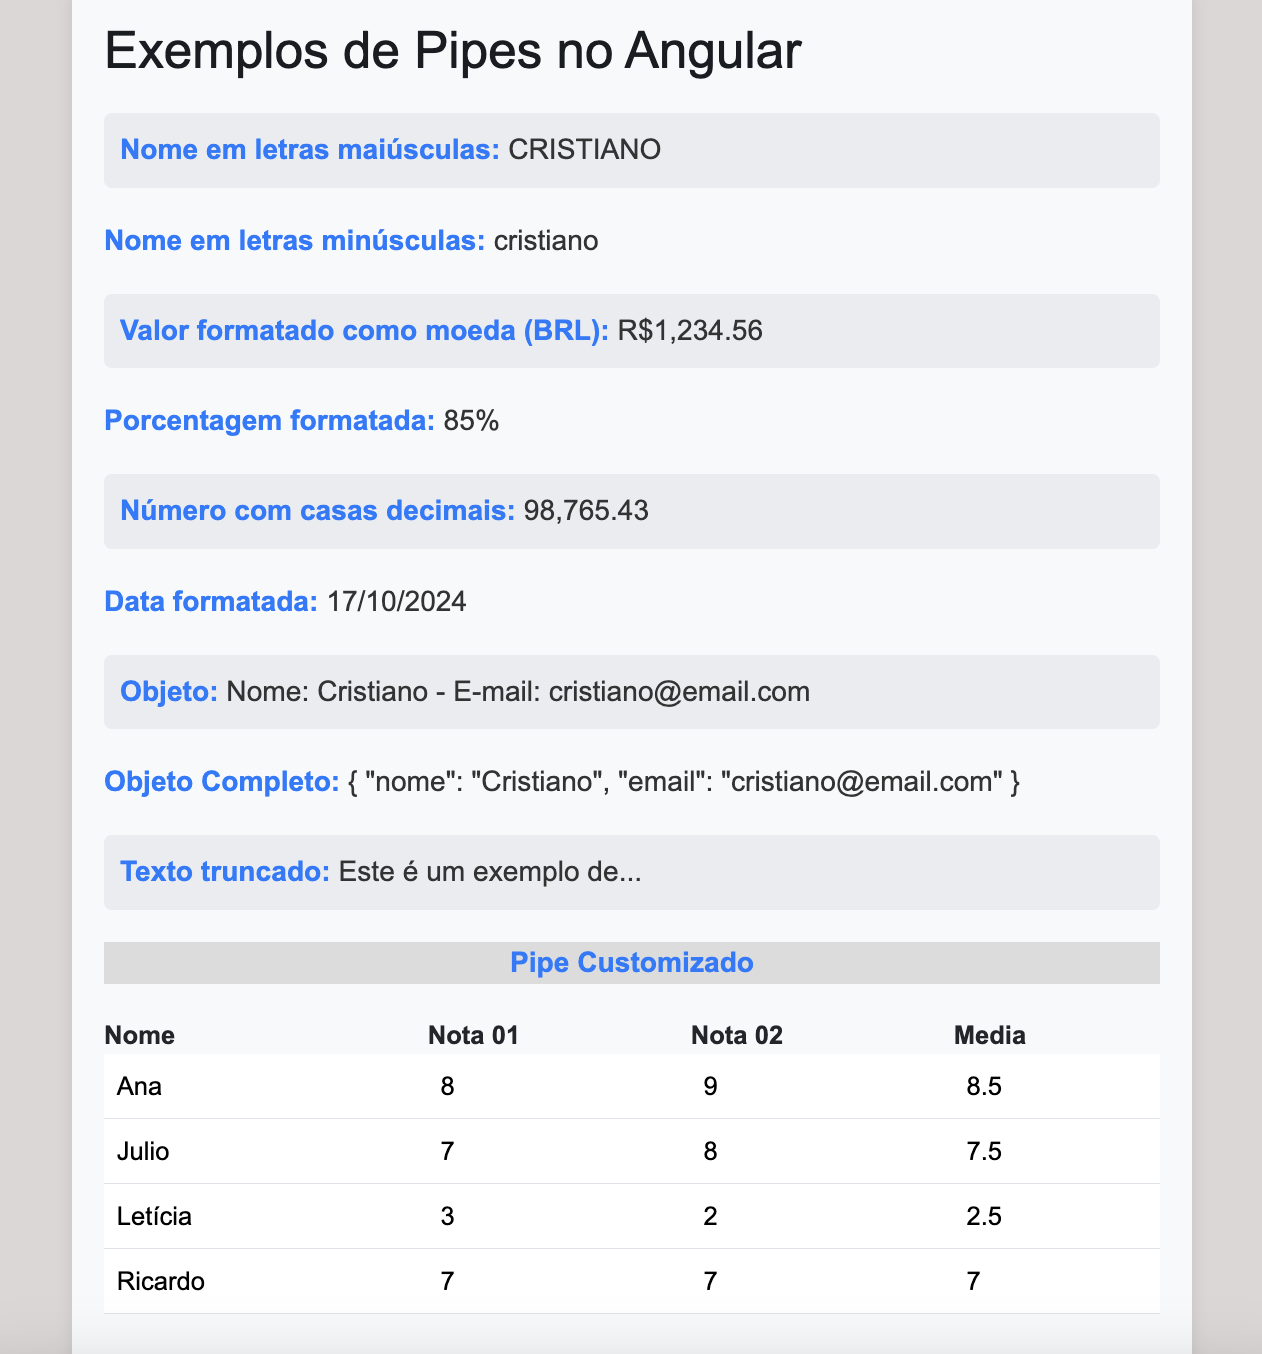 Exemplos de Pipes no Angular
Nome em letras maiúsculas: CRISTIANO
Nome em letras minúsculas: cristiano
Valor formatado como moeda (BRL): R$1,234.56
Porcentagem formatada: 85%
Número com casas decimais: 98,765.43
Data formatada: 17/10/2024
Objeto: Nome: Cristiano - E-mail: cristiano@email.com
Objeto Completo: { "nome": "Cristiano", "email": "cristiano@email.com" }
Texto truncado: Este é um exemplo de...
Pipe Customizado
Nome Nota 01 Nota 02 Media
Ana 8 9 8.5
Julio 7 8 7.5
Letícia 3 2 2.5
Ricardo 7 7 7